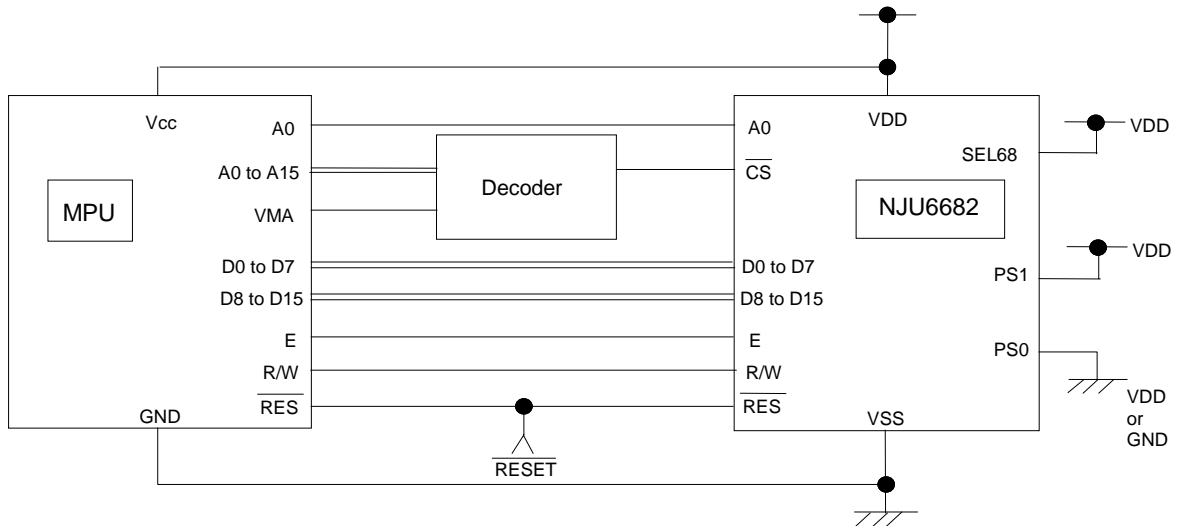 Vcc
A0
A0 to A15
MPU
VMA
D0 to D7
D8 to D15
E
R/W
RES
GND
Decoder
RESET
VDD
A0
CS
SEL68
VDD
NJU6682
D0 to D7
D8 to D15
PS1
VDD
E
PS0
R/W
RES
VSS
VDD
or
GND